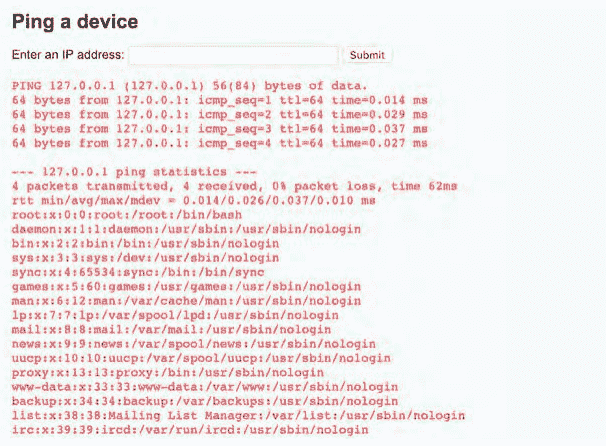 Ping a device
Enter an IP address: Submit
PING 127.0.0.1 (127.0.0.1) 56(84) bytes of data.
64 bytes from 127.0.0.1: icmp_seq=1 ttl=64 time=0.014 ms
64 bytes from 127.0.0.1: icmp_seq=2 ttl=64 time=0.029 ms
64 bytes from 127.0.0.1: icmp_seq=3 ttl=64 time=0.037 ms
64 bytes from 127.0.0.1: icmp_seq=4 ttl=64 time=0.027 ms
--- 127.0.0.1 ping statistics ---
4 packets transmitted, 4 received, 0% packet loss, time 62ms
rtt min/avg/max/mdev = 0.014/0.026/0.037/0.010 ms
root:x:0:0:root:/root:/bin/bash
daemon:x:1:1:daemon:/usr/sbin:/usr/sbin/nologin
bin:x:2:2:bin:/bin:/usr/sbin/nologin
sys:x:3:3:sys:/dev:/usr/sbin/nologin
sync:x:4:65534:sync:/bin:/bin/sync
games:x:5:60:games:/usr/games:/usr/sbin/nologin
man:x:6:12:man:/var/cache/man:/usr/sbin/nologin
lp:x:7:7:lp:/var/spool/lpd:/usr/sbin/nologin
mail:x:8:8:mail:/var/mail:/usr/sbin/nologin
news:x:9:9:news:/var/spool/news:/usr/sbin/nologin
uucp:x:10:10:uucp:/var/spool/uucp:/usr/sbin/nologin
proxy:x:13:13:proxy:/bin:/usr/sbin/nologin
www-data:x:33:33:www-data:/var/www:/usr/sbin/nologin
backup:x:34:34:backup:/var/backups:/usr/sbin/nologin
list:x:38:38:Mailing List Manager:/var/list:/usr/sbin/nologin
irc:x:39:39:ircd:/var/run/ircd:/usr/sbin/nologin